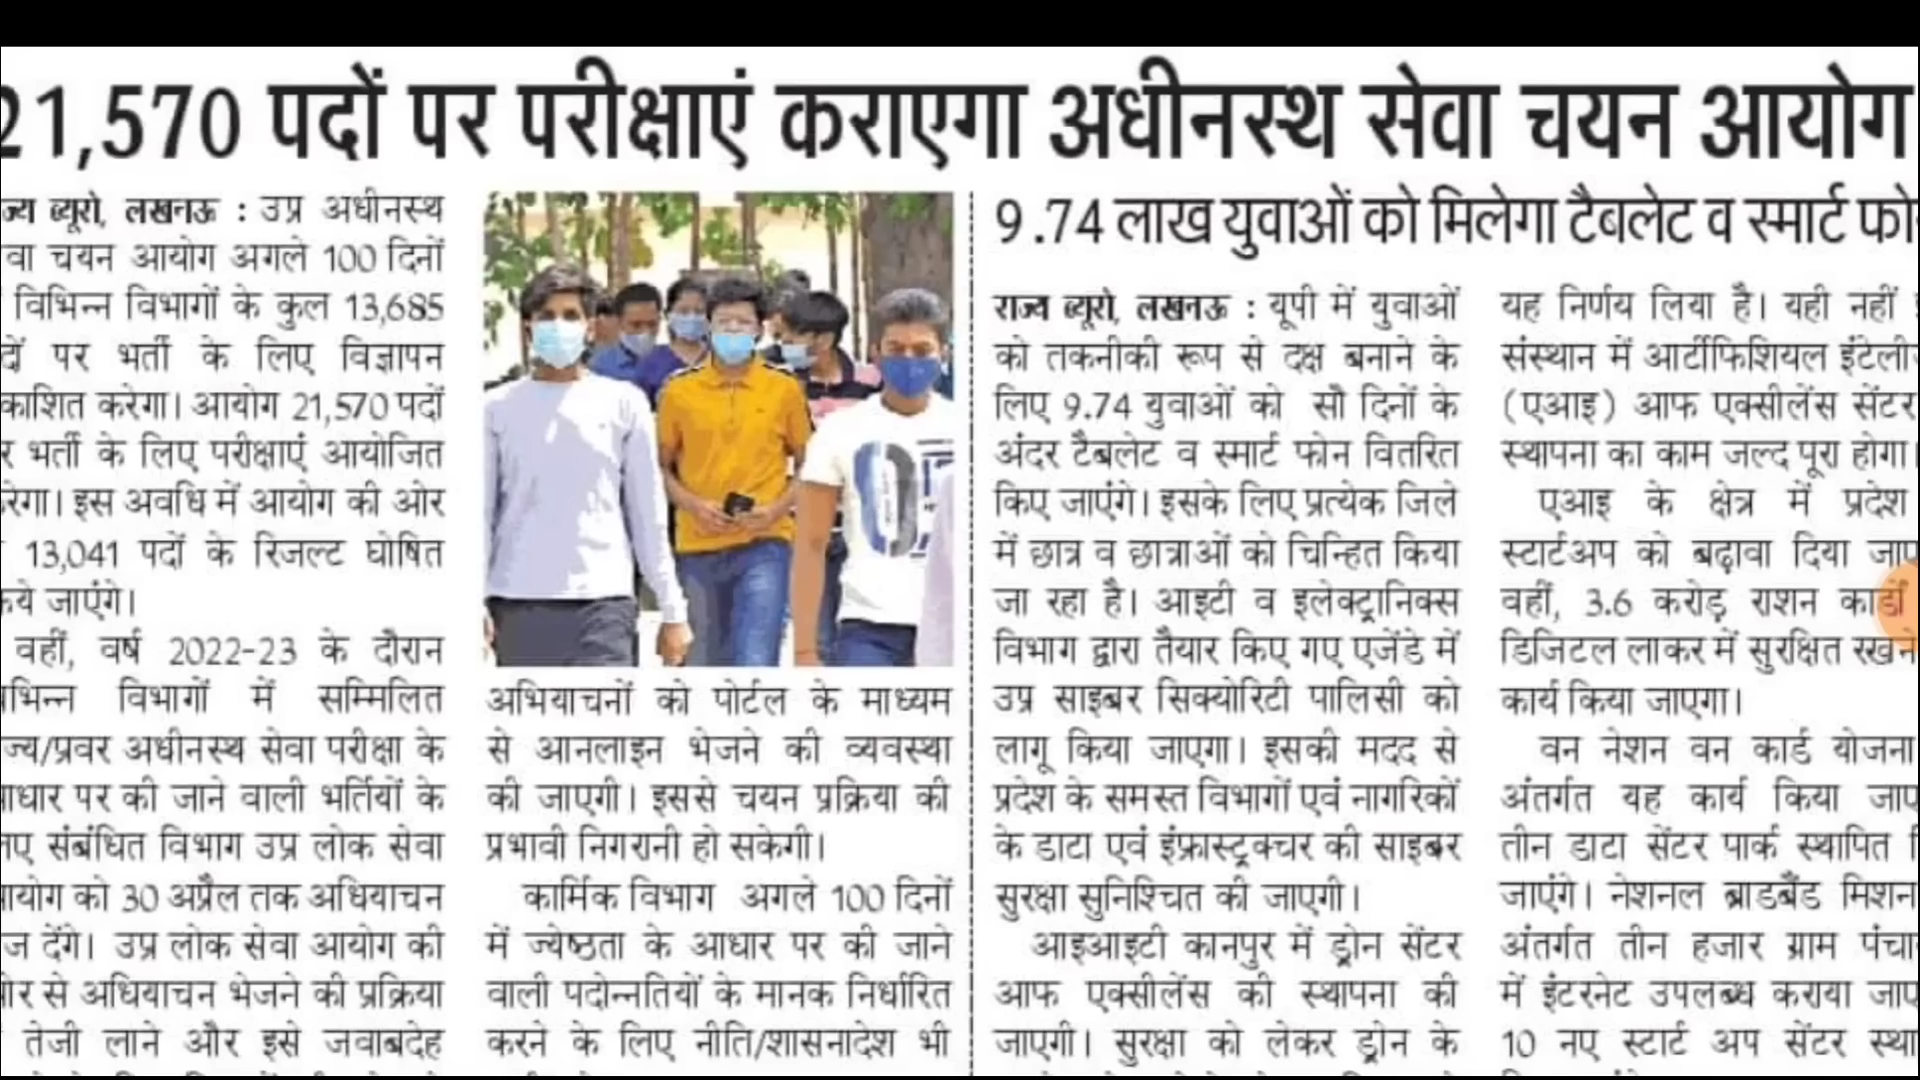 21,570 पदों पर परीक्षाएं कराएगा अधीनस्थ सेवा चयन आयोग
ब्यूरो, लखनऊ : उप्र अधीनस्थ
चयन आयोग अगले 100 दिनों
विभिन्न विभागों के कुल 13,685
पर भर्ती के लिए विज्ञापन
करेगा। आयोग 21,570 पदों
भर्ती के लिए परीक्षाएं आयोजित
इस अवधि में आयोग की ओर
13,041 पदों के रिजल्ट घोषित
जाएंगे।
वहीं, वर्ष 2022-23 के दौरान
विभागों में सम्मिलित
अधीनस्थ सेवा परीक्षा के
पर की जाने वाली भर्तियों के
संबंधित विभाग उप्र लोक सेवा
को 30 अप्रैल तक अधियाचन
देंगे। उप्र लोक सेवा आयोग की
से अधियाचन भेजने की प्रक्रिया
तेजी लाने और इसे जवाबदेह
अभियाचनों को पोर्टल के माध्यम
से आनलाइन भेजने की व्यवस्था
की जाएगी। इससे चयन प्रक्रिया की
प्रभावी निगरानी हो सकेगी।
कार्मिक विभाग अगले 100 दिनों
में ज्येष्ठता के आधार पर की जाने
वाली पदोन्नतियों के मानक निर्धारित
करने के लिए नीति/शासनादेश भी
9.74 लाख युवाओं को मिलेगा टैबलेट व स्मार्ट
राज्य ब्यूरो, लखनऊ : यूपी में युवाओं
को तकनीकी रूप से दक्ष बनाने के
लिए 9.74 युवाओं को सौ दिनों के
अंदर टैबलेट व स्मार्ट फोन वितरित
किए जाएंगे। इसके लिए प्रत्येक जिले
में छात्र व छात्राओं को चिन्हित किया
जा रहा है। आइटी व इलेक्ट्रानिक्स
विभाग द्वारा तैयार किए गए एजेंडे में
उप्र साइबर सिक्योरिटी पालिसी को
लागू किया जाएगा। इसकी मदद से
प्रदेश के समस्त विभागों एवं नागरिकों
के डाटा एवं इंफ्रास्ट्रक्चर की साइबर
सुरक्षा सुनिश्चित की जाएगी।
आइआइटी कानपुर में ड्रोन सेंटर
आफ एक्सीलेंस की स्थापना की
जाएगी। सुरक्षा को लेकर ड्रोन के
यह निर्णय लिया है। यही नहीं
संस्थान में आर्टीफिशियल
(एआइ) आफ एक्सीलेंस सेंटर
स्थापना का काम जल्द पूरा होगा।
एआइ के क्षेत्र में प्रदेश
स्टार्टअप को बढ़ावा दिया
वहीं, 3.6 करोड़ राशन कार्डों
डिजिटल लाकर में सुरक्षित रखने
कार्य किया जाएगा।
वन नेशन वन कार्ड योजना
अंतर्गत यह कार्य किया
तीन डाटा सेंटर पार्क स्थापित
जाएंगे। नेशनल ब्राडबैंड मिशन
अंतर्गत तीन हजार ग्राम
में इंटरनेट उपलब्ध कराया
10 नए स्टार्ट अप सेंटर